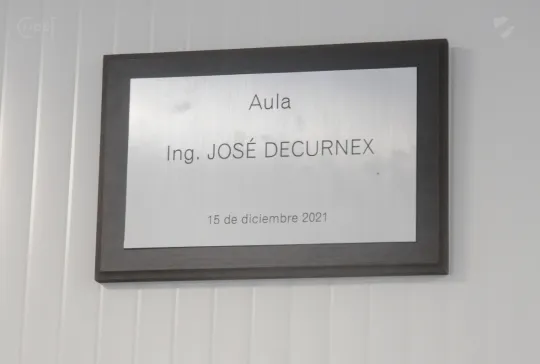 Aula
Ing. JOSÉ DECURNEX
15 de diciembre 2021